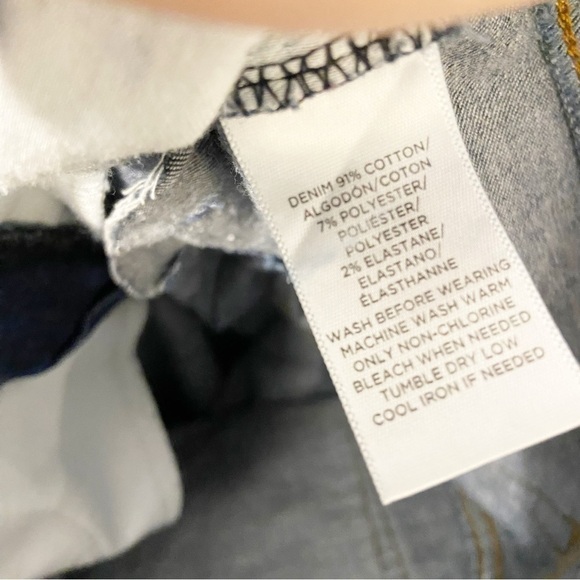 DENIM 91% COTTON/
ALGODÓN/COTON
7% POLYESTER/
POLIÉSTER/
POLYESTER
2% ELASTANE/
ELASTANO/
ÉLASTHANNE
WASH BEFORE WEARING
MACHINE WASH WARM
ONLY NON-CHLORINE
BLEACH WHEN NEEDED
TUMBLE DRY LOW
COOL IRON IF NEEDED